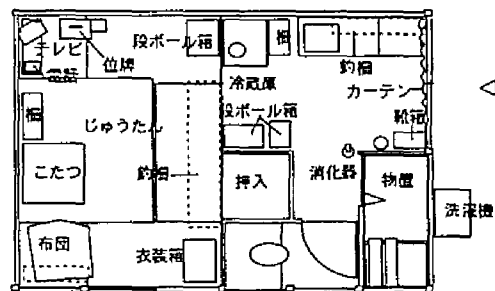 テレビ
位牌
段ボール箱
棚
電話
冷蔵庫
釣棚
カーテン
棚
じゅうたん
段ボール箱
靴箱
こたつ
釣棚
押入
消化器
物置
洗濯機
布団
衣装箱